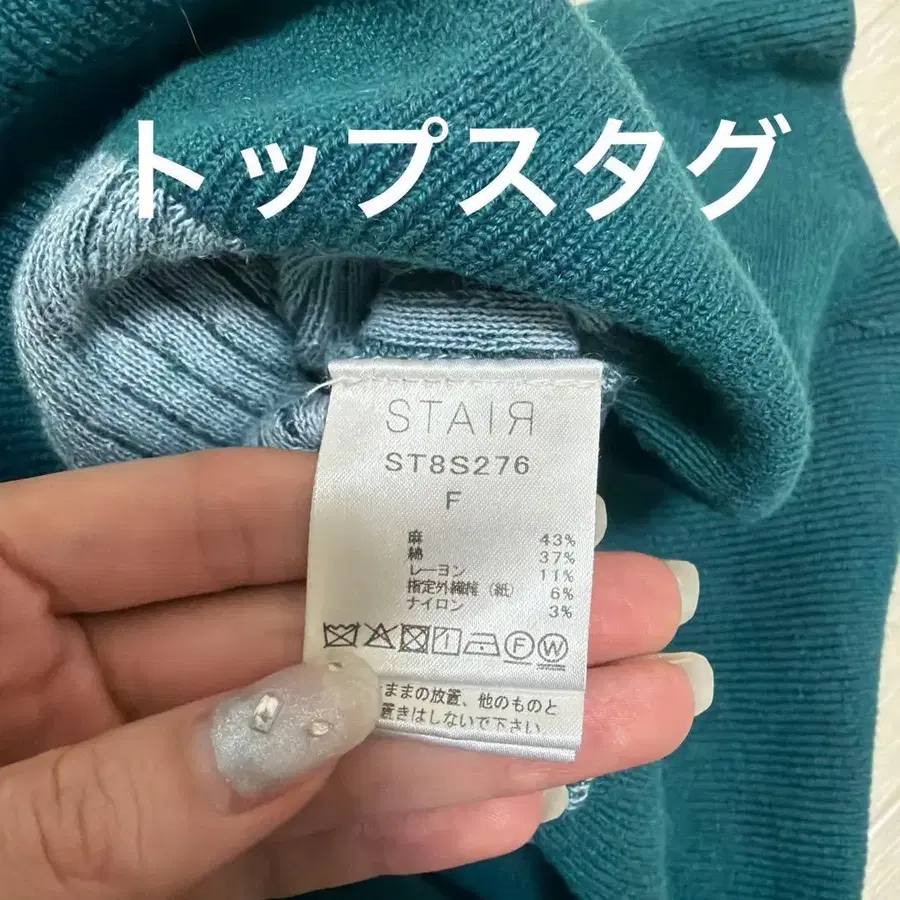 トップスタグ
STAIR
ST8S276
F
麻 43%
綿 37%
レーヨン 11%
指定外繊維（紙） 6%
ナイロン 3%
F W
ままの放置、他のものと
置きはしないで下さい